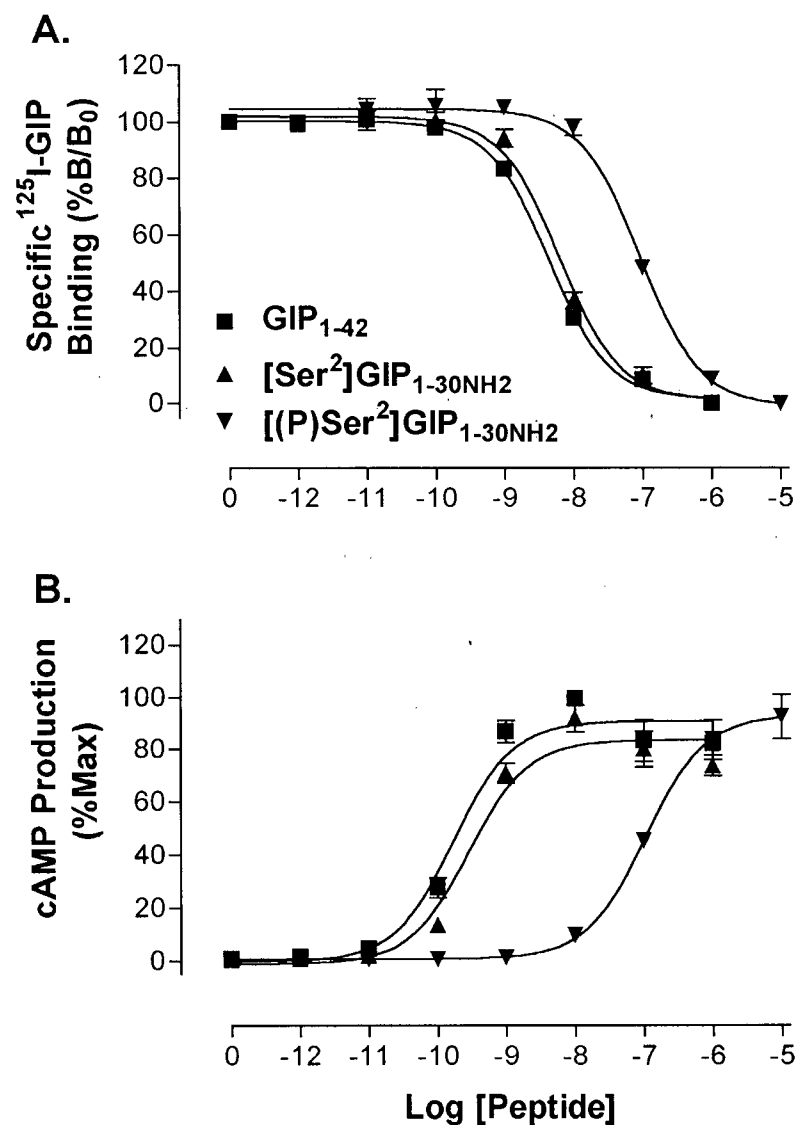 A.
Specific ¹²⁵I-GIP
Binding (%B/B₀)
120
100
80
60
40
20
0
■ GIP₁₋₄₂
▲ [Ser²]GIP₁₋₃₀NH₂
▼ [(P)Ser²]GIP₁₋₃₀NH₂
0 -12 -11 -10 -9 -8 -7 -6 -5
B.
cAMP Production
(%Max)
120
100
80
60
40
20
0
0 -12 -11 -10 -9 -8 -7 -6 -5
Log [Peptide]